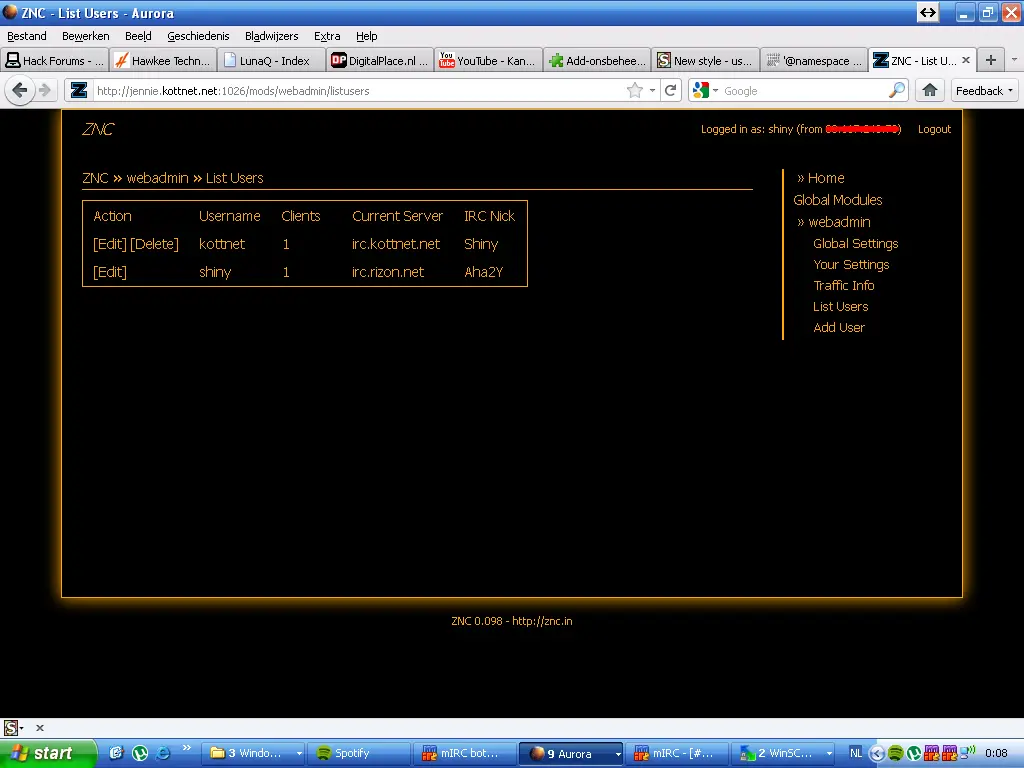 ZNC - List Users - Aurora
Bestand Bewerken Beeld Geschiedenis Bladwijzers Extra Help
Hack Forums - ... Hawkee Techn... LunaQ - Index DigitalPlace.nl ... YouTube - Kan... Add-onsbehee... New style - us... '@namespace ... ZNC - List U...
http://jennie.kottnet.net:1026/mods/webadmin/listusers Google Feedback
ZNC
Logged in as: shiny (from ) Logout
ZNC » webadmin » List Users
Action Username Clients Current Server IRC Nick
[Edit] [Delete] kottnet 1 irc.kottnet.net Shiny
[Edit] shiny 1 irc.rizon.net Aha2Y
» Home
Global Modules
» webadmin
Global Settings
Your Settings
Traffic Info
List Users
Add User
ZNC 0.098 - http://znc.in
start 3 Windo... Spotify mIRC bot... 9 Aurora mIRC - [#... 2 WinSC... NL 0:08